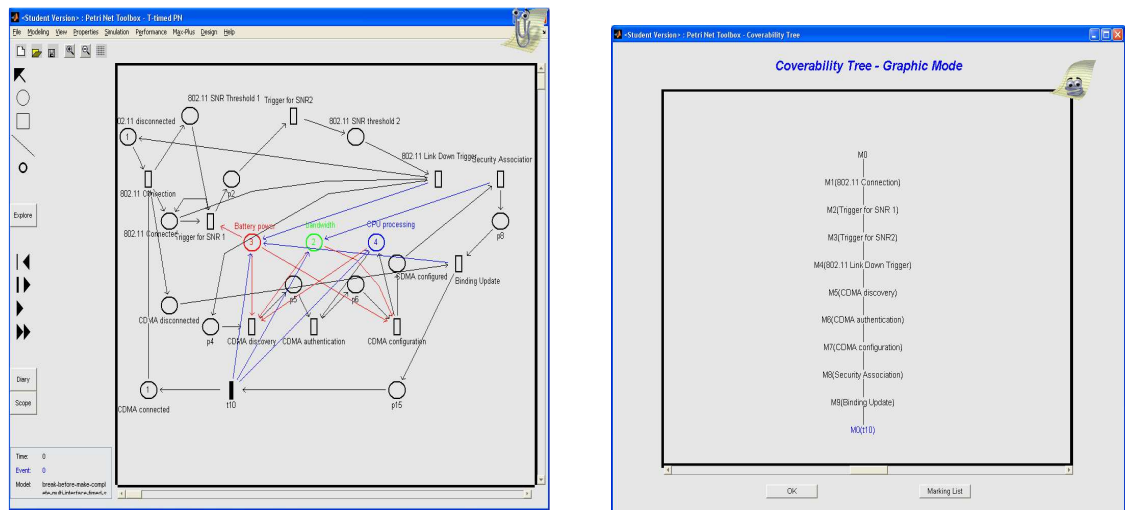 <Student Version> : Petri Net Toolbox - T-timed PN
File Modeling View Properties Simulation Performance Max-Plus Design Help
Explore
Diary
Scope
Time: 0
Event: 0
Model: break-before-make-compl
802.11 SNR Threshold 1
Trigger for SNR2
02.11 disconnected
1
802.11 SNR threshold 2
802.11 Link Down Trigger
Security Association
802.11 Connection
p2
802.11 Connected
Trigger for SNR 1
Battery power
3
bandwidth
2
CPU processing
4
p8
CDMA configured
Binding Update
p5
p6
CDMA disconnected
p4
CDMA discovery
CDMA authentication
CDMA configuration
1
CDMA connected
t10
p15
<Student Version> : Petri Net Toolbox - Coverability Tree
Coverability Tree - Graphic Mode
M0
M1(802.11 Connection)
M2(Trigger for SNR 1)
M3(Trigger for SNR2)
M4(802.11 Link Down Trigger)
M5(CDMA discovery)
M6(CDMA authentication)
M7(CDMA configuration)
M8(Security Association)
M9(Binding Update)
M0(t10)
OK
Marking List